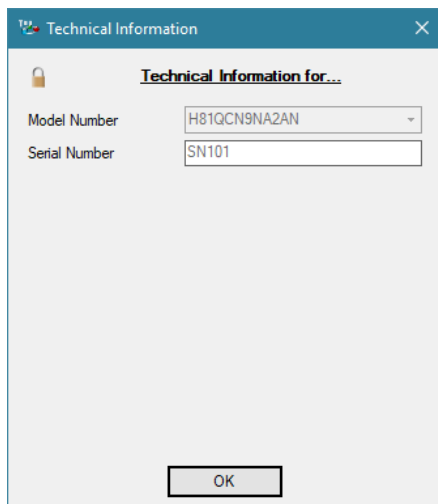 Technical Information
Technical Information for...
Model Number H81QCN9NA2AN
Serial Number SN101
OK